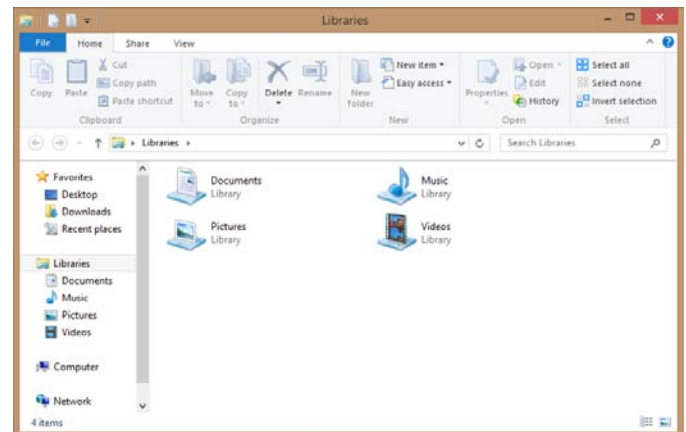 Libraries
File Home Share View
Copy Paste Cut Copy path Paste shortcut
Move to Copy to Delete Rename
New folder New item Easy access
Properties Open Edit History
Select all Select none Invert selection
Clipboard Organize New Open Select
Libraries Search Libraries
Favorites
Desktop
Downloads
Recent places
Libraries
Documents
Music
Pictures
Videos
Computer
Network
Documents
Library
Music
Library
Pictures
Library
Videos
Library
4 items